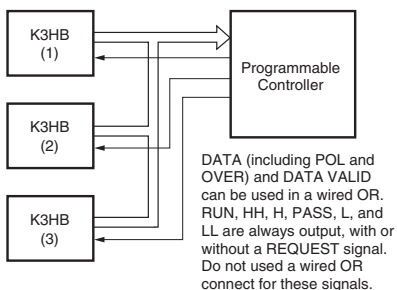 K3HB
(1)
K3HB
(2)
K3HB
(3)
Programmable
Controller
DATA (including POL and
OVER) and DATA VALID
can be used in a wired OR.
RUN, HH, H, PASS, L, and
LL are always output, with or
without a REQUEST signal.
Do not used a wired OR
connect for these signals.